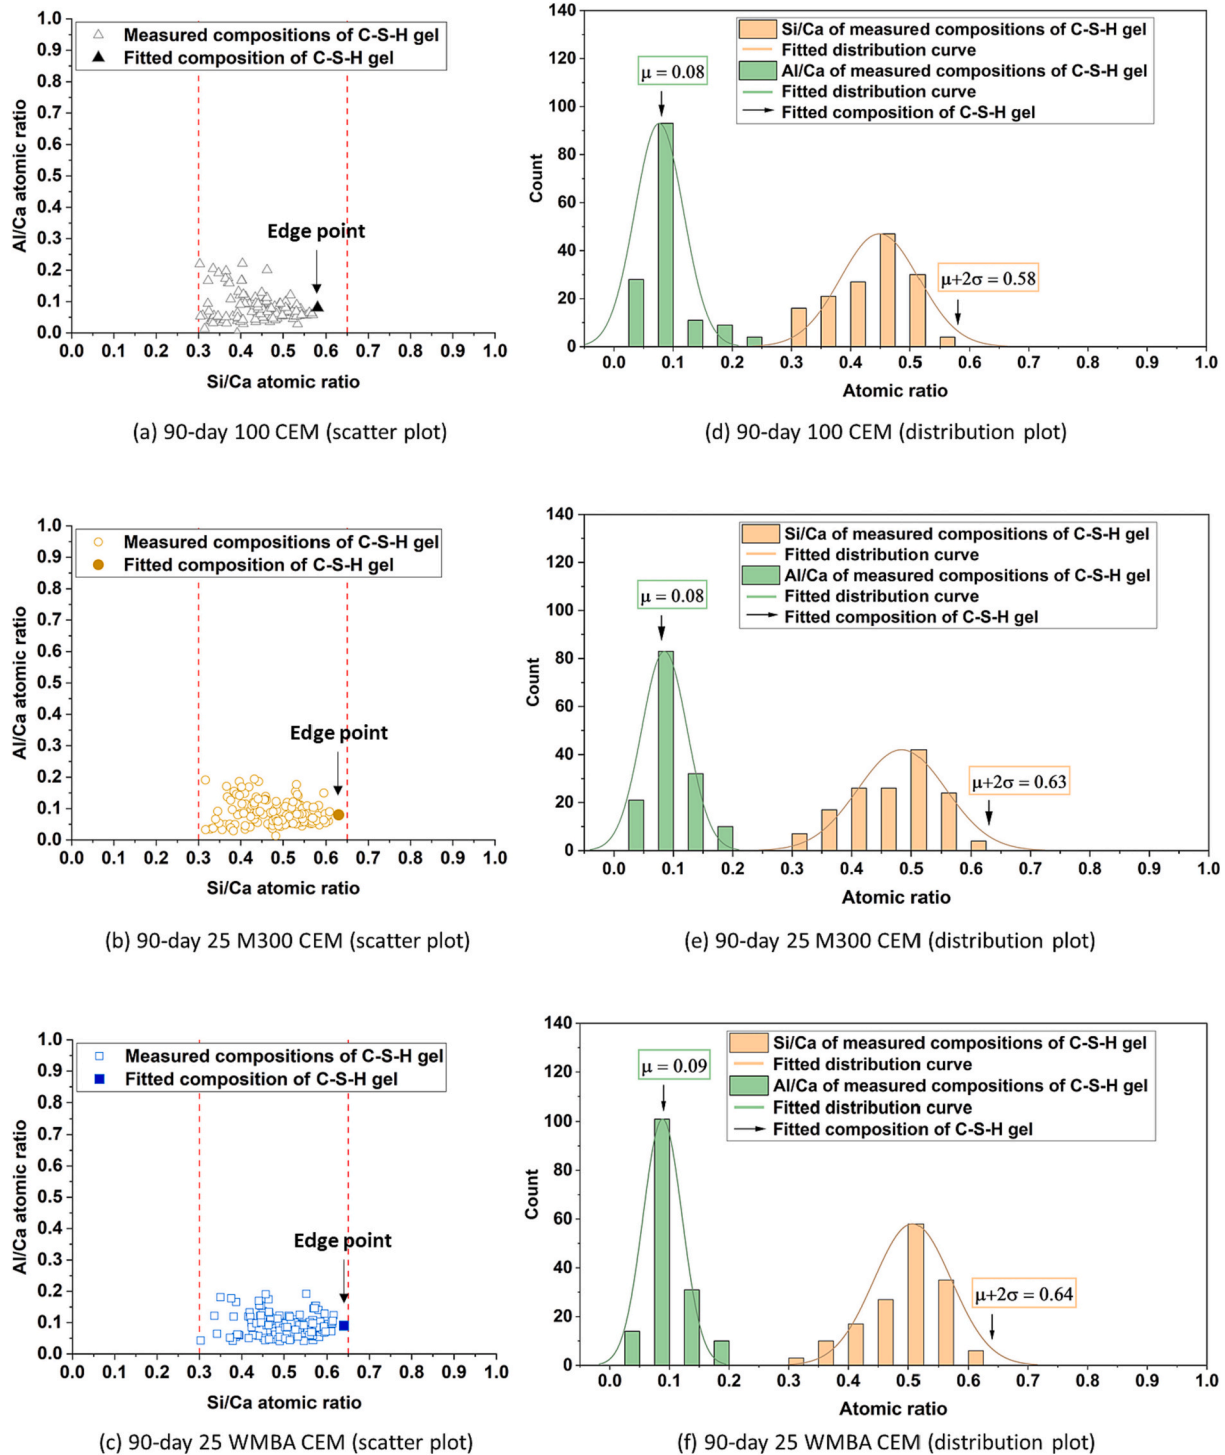 Measured compositions of C-S-H gel
Fitted composition of C-S-H gel
Edge point
1.0
0.9
0.8
0.7
0.6
0.5
0.4
0.3
0.2
0.1
0.0
Al/Ca atomic ratio
0.0 0.1 0.2 0.3 0.4 0.5 0.6 0.7 0.8 0.9 1.0
Si/Ca atomic ratio
(a) 90-day 100 CEM (scatter plot)
Si/Ca of measured compositions of C-S-H gel
Fitted distribution curve
Al/Ca of measured compositions of C-S-H gel
Fitted distribution curve
Fitted composition of C-S-H gel
μ = 0.08
μ+2σ = 0.58
140
120
100
80
60
40
20
0
Count
0.0 0.1 0.2 0.3 0.4 0.5 0.6 0.7 0.8 0.9 1.0
Atomic ratio
(d) 90-day 100 CEM (distribution plot)
Measured compositions of C-S-H gel
Fitted composition of C-S-H gel
Edge point
1.0
0.9
0.8
0.7
0.6
0.5
0.4
0.3
0.2
0.1
0.0
Al/Ca atomic ratio
0.0 0.1 0.2 0.3 0.4 0.5 0.6 0.7 0.8 0.9 1.0
Si/Ca atomic ratio
(b) 90-day 25 M300 CEM (scatter plot)
Si/Ca of measured compositions of C-S-H gel
Fitted distribution curve
Al/Ca of measured compositions of C-S-H gel
Fitted distribution curve
Fitted composition of C-S-H gel
μ = 0.08
μ+2σ = 0.63
140
120
100
80
60
40
20
0
Count
0.0 0.1 0.2 0.3 0.4 0.5 0.6 0.7 0.8 0.9 1.0
Atomic ratio
(e) 90-day 25 M300 CEM (distribution plot)
Measured compositions of C-S-H gel
Fitted composition of C-S-H gel
Edge point
1.0
0.9
0.8
0.7
0.6
0.5
0.4
0.3
0.2
0.1
0.0
Al/Ca atomic ratio
0.0 0.1 0.2 0.3 0.4 0.5 0.6 0.7 0.8 0.9 1.0
Si/Ca atomic ratio
(c) 90-day 25 WMBA CEM (scatter plot)
Si/Ca of measured compositions of C-S-H gel
Fitted distribution curve
Al/Ca of measured compositions of C-S-H gel
Fitted distribution curve
Fitted composition of C-S-H gel
μ = 0.09
μ+2σ = 0.64
140
120
100
80
60
40
20
0
Count
0.0 0.1 0.2 0.3 0.4 0.5 0.6 0.7 0.8 0.9 1.0
Atomic ratio
(f) 90-day 25 WMBA CEM (distribution plot)